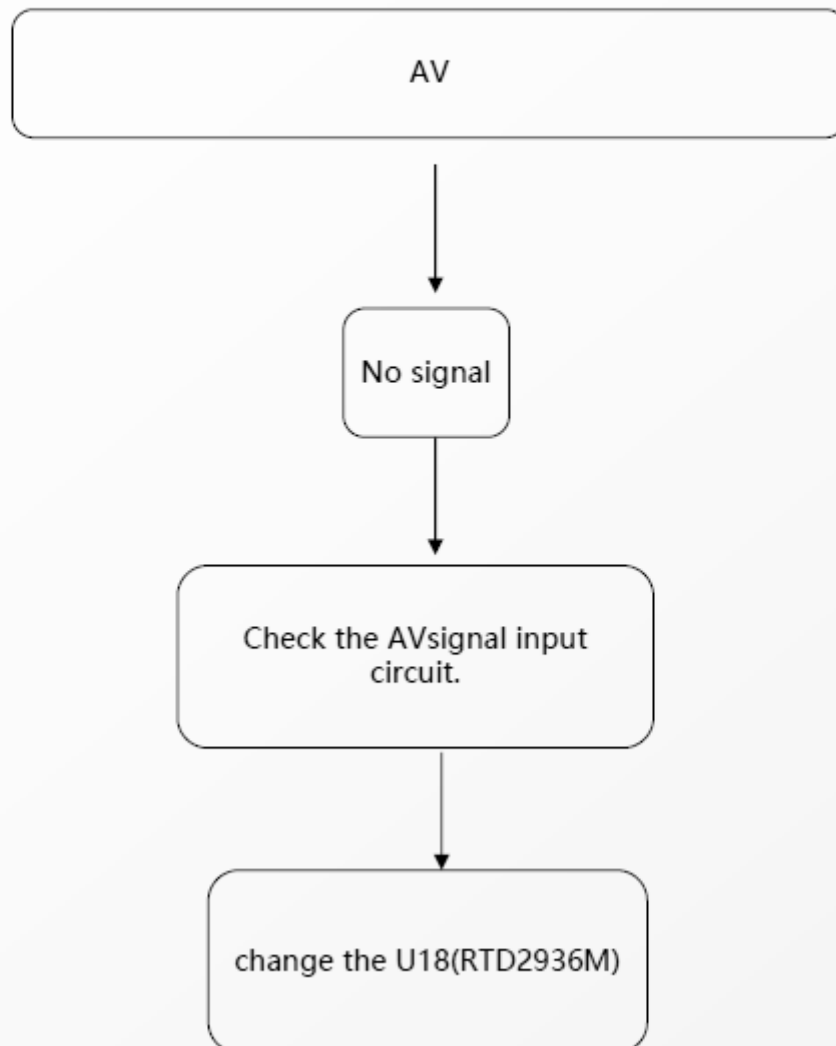 AV
No signal
Check the AVsignal input
circuit.
change the U18(RTD2936M)